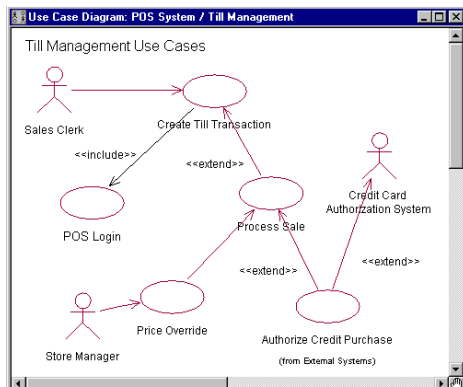 Use Case Diagram: POS System / Till Management
Till Management Use Cases
Sales Clerk
Create Till Transaction
<<include>>
<<extend>>
Credit Card
Authorization System
POS Login
Process Sale
<<extend>>
<<extend>>
Price Override
Store Manager
Authorize Credit Purchase
(from External Systems)